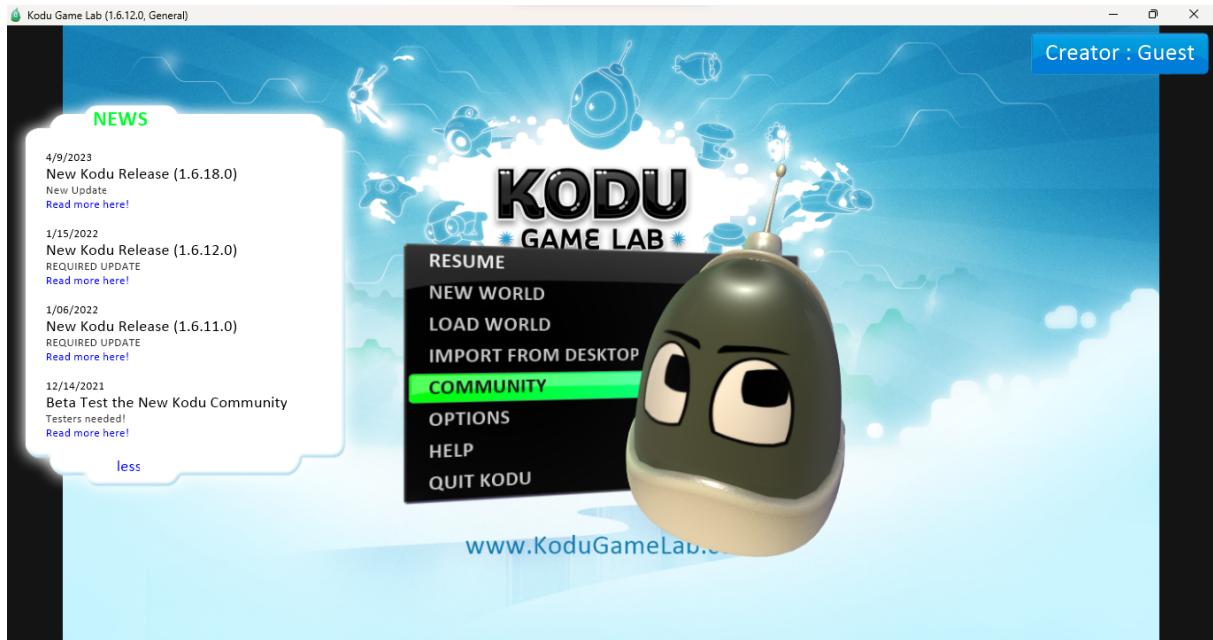 Kodu Game Lab (1.6.12.0, General)
Creator : Guest
NEWS
4/9/2023
New Kodu Release (1.6.18.0)
New Update
Read more here!
1/15/2022
New Kodu Release (1.6.12.0)
REQUIRED UPDATE
Read more here!
1/06/2022
New Kodu Release (1.6.11.0)
REQUIRED UPDATE
Read more here!
12/14/2021
Beta Test the New Kodu Community
Testers needed!
Read more here!
less
KODU
GAME LAB
RESUME
NEW WORLD
LOAD WORLD
IMPORT FROM DESKTOP
COMMUNITY
OPTIONS
HELP
QUIT KODU
www.KoduGameLab.